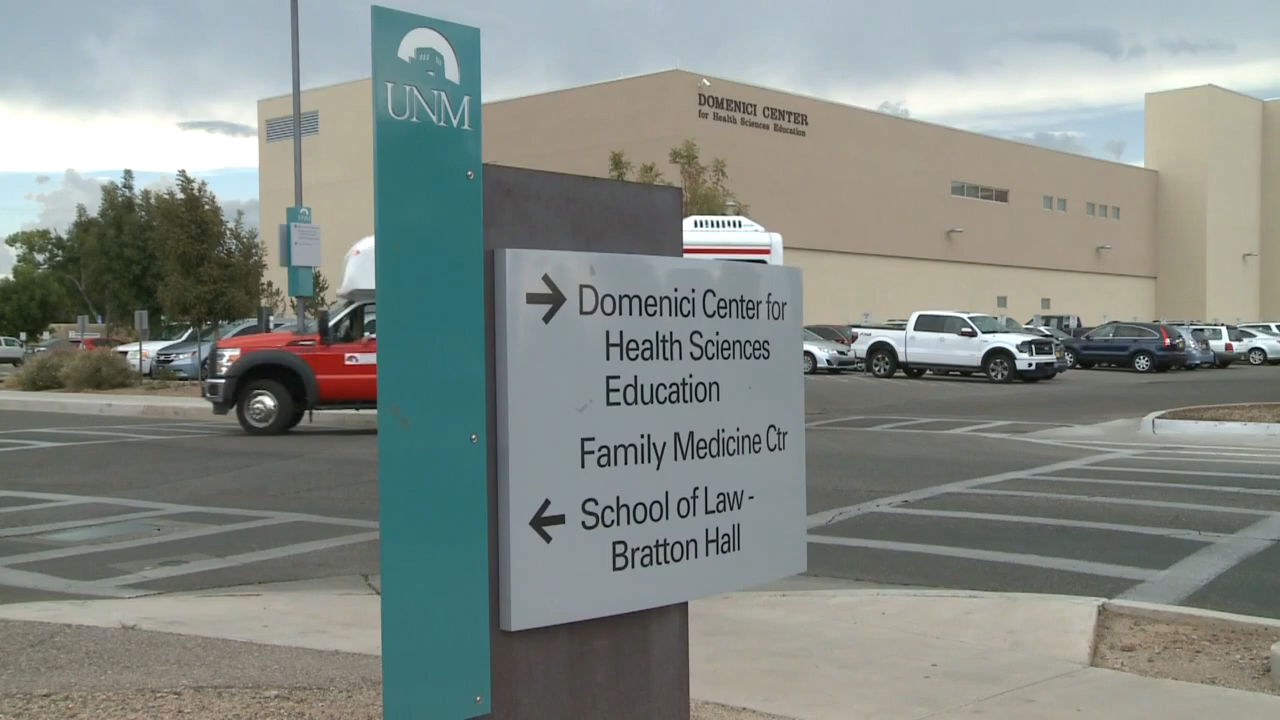 UNM
DOMENICI CENTER
for Health Sciences Education
→ Domenici Center for
Health Sciences
Education
Family Medicine Ctr
← School of Law -
Bratton Hall